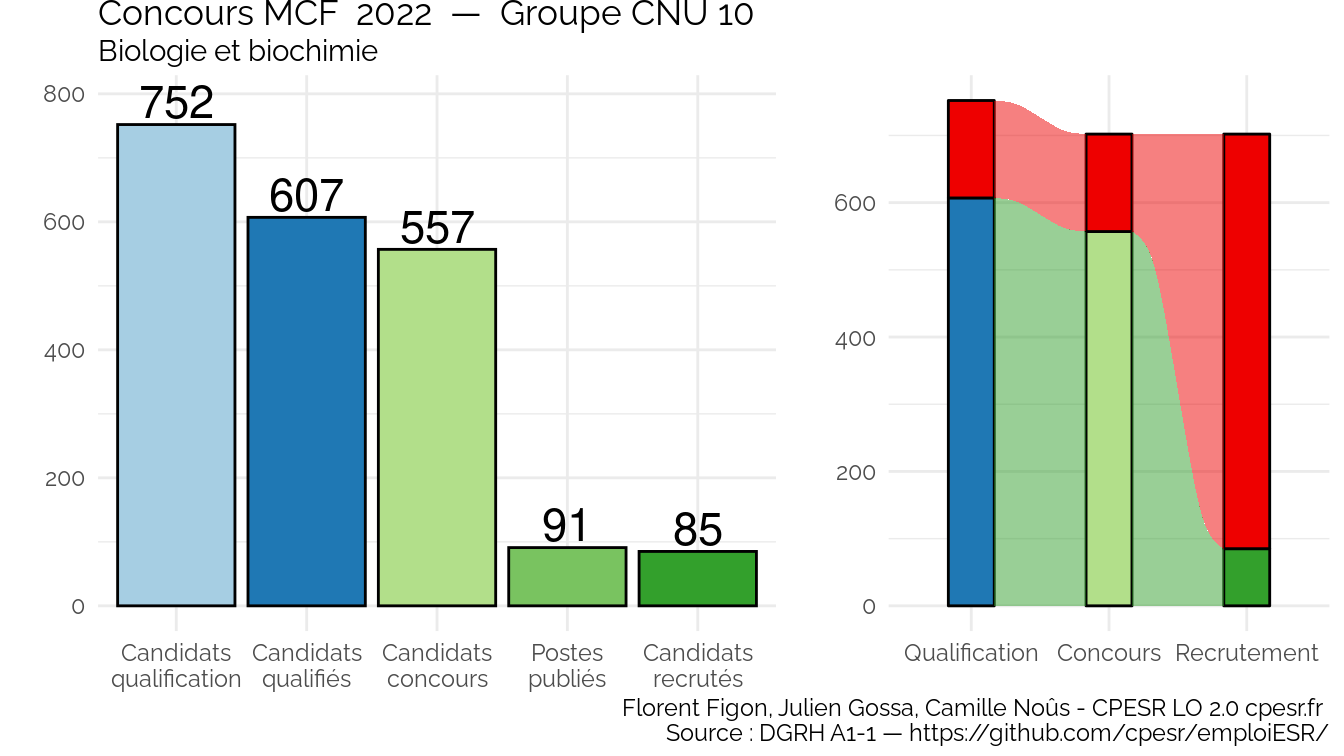 Concours MCF 2022 — Groupe CNU 10
Biologie et biochimie
800
600
400
200
0
752
607
557
91
85
Candidats qualification
Candidats qualifiés
Candidats concours
Postes publiés
Candidats recrutés
600
400
200
0
Qualification
Concours
Recrutement
Florent Figon, Julien Gossa, Camille Noûs - CPESR LO 2.0 cpesr.fr
Source : DGRH A1-1 — https://github.com/cpesr/emploiESR/